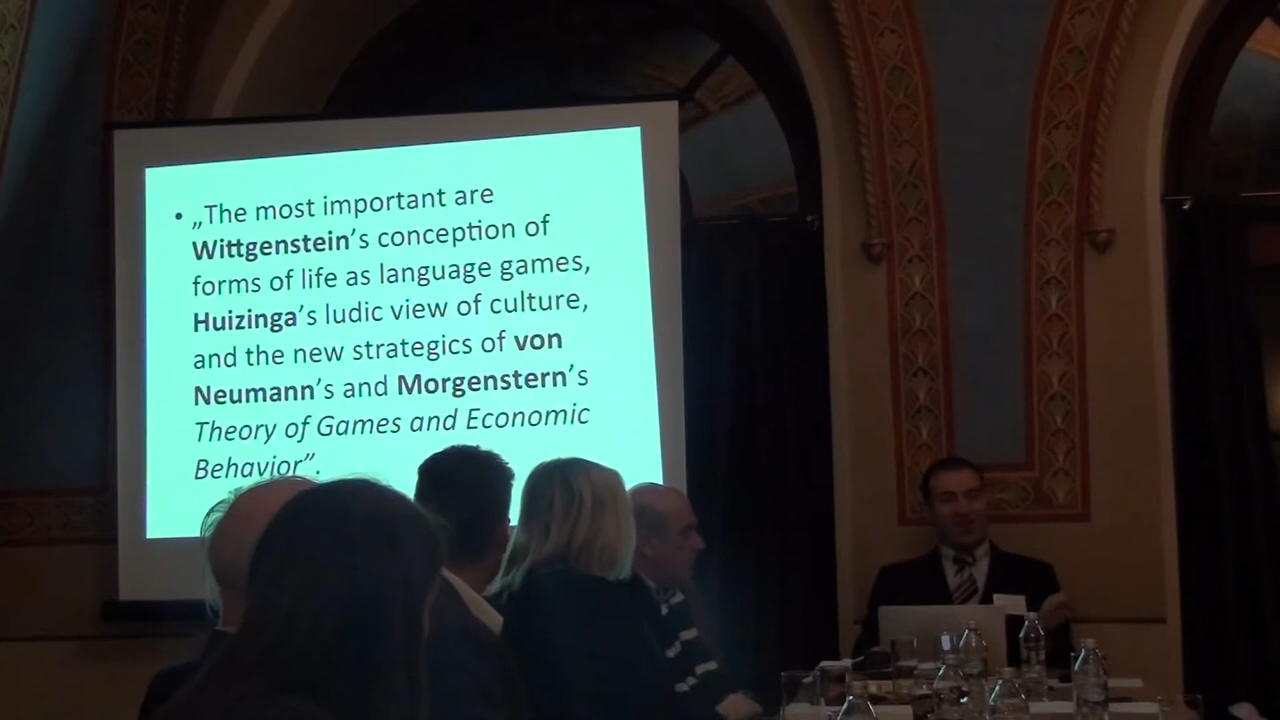 • „The most important are
Wittgenstein's conception of
forms of life as language games,
Huizinga's ludic view of culture,
and the new strategics of von
Neumann's and Morgenstern's
Theory of Games and Economic
Behavior”.